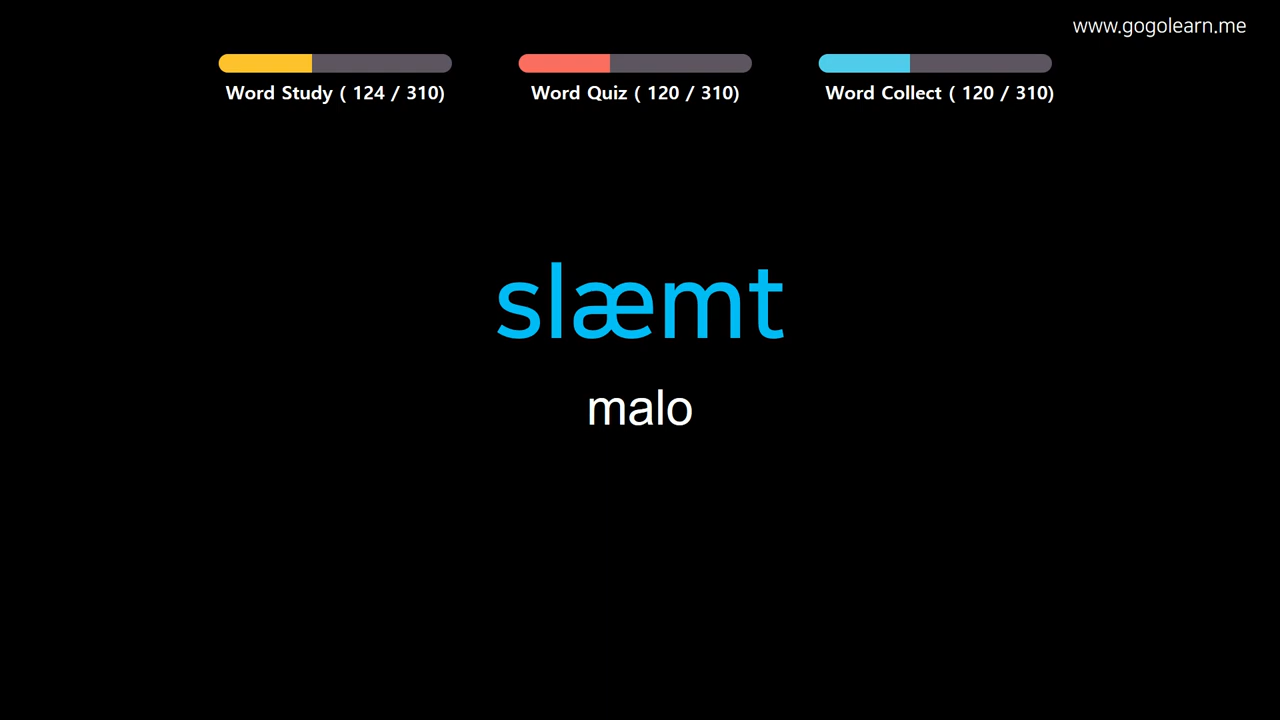 www.gogolearn.me
Word Study ( 124 / 310)
Word Quiz ( 120 / 310)
Word Collect ( 120 / 310)
slæmt
malo